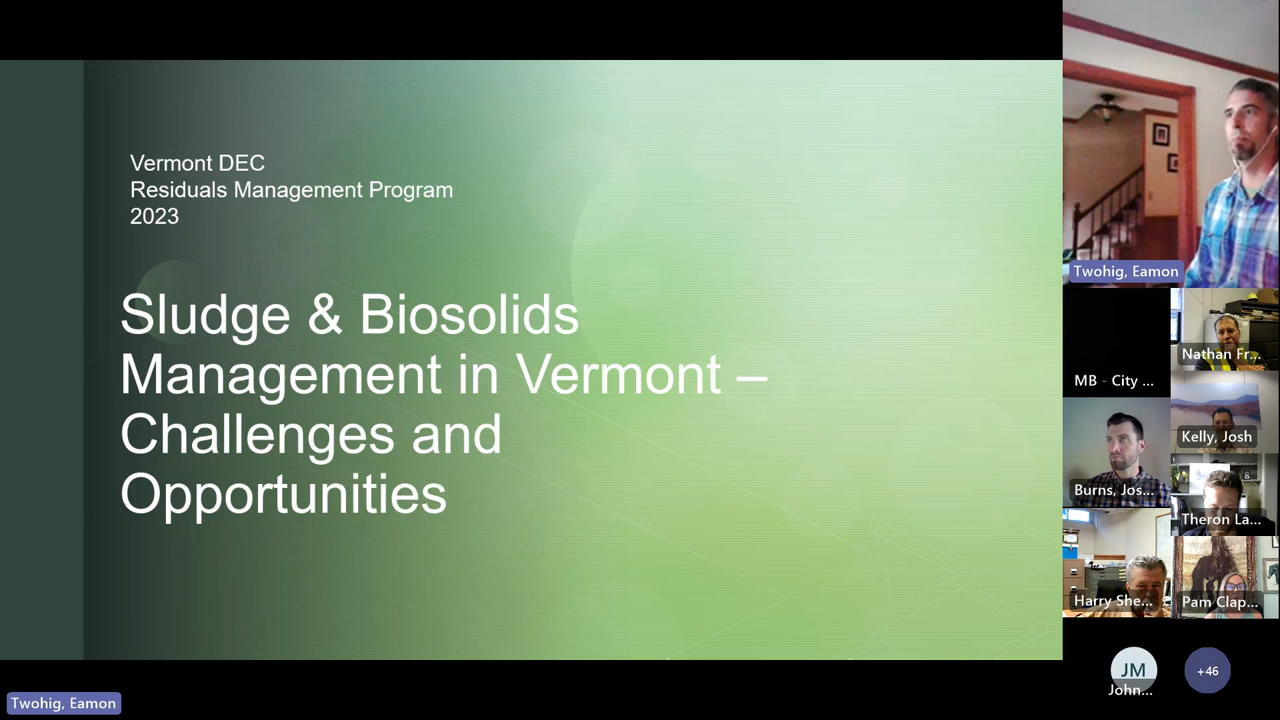 Vermont DEC
Residuals Management Program
2023
Sludge & Biosolids
Management in Vermont –
Challenges and
Opportunities
Twohig, Eamon
Twohig, Eamon
MB - City ...
Nathan Fr...
Kelly, Josh
Burns, Jos...
Theron La...
Harry She...
Pam Clap...
JM
John...
+46